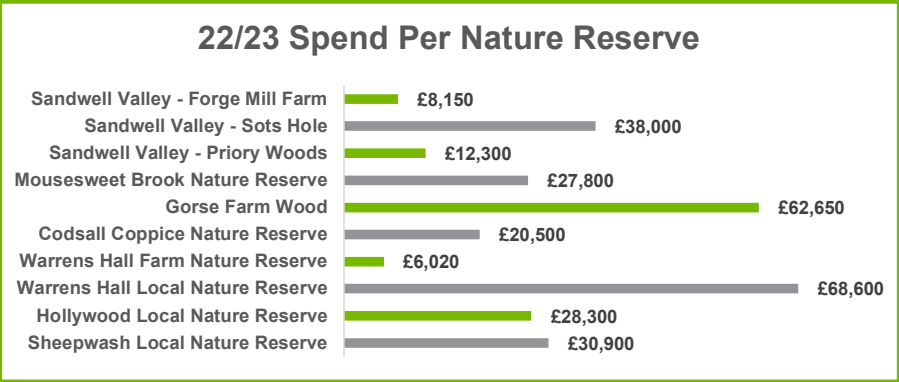 22/23 Spend Per Nature Reserve
Sandwell Valley - Forge Mill Farm £8,150
Sandwell Valley - Sots Hole £38,000
Sandwell Valley - Priory Woods £12,300
Mousesweet Brook Nature Reserve £27,800
Gorse Farm Wood £62,650
Codsall Coppice Nature Reserve £20,500
Warrens Hall Farm Nature Reserve £6,020
Warrens Hall Local Nature Reserve £68,600
Hollywood Local Nature Reserve £28,300
Sheepwash Local Nature Reserve £30,900